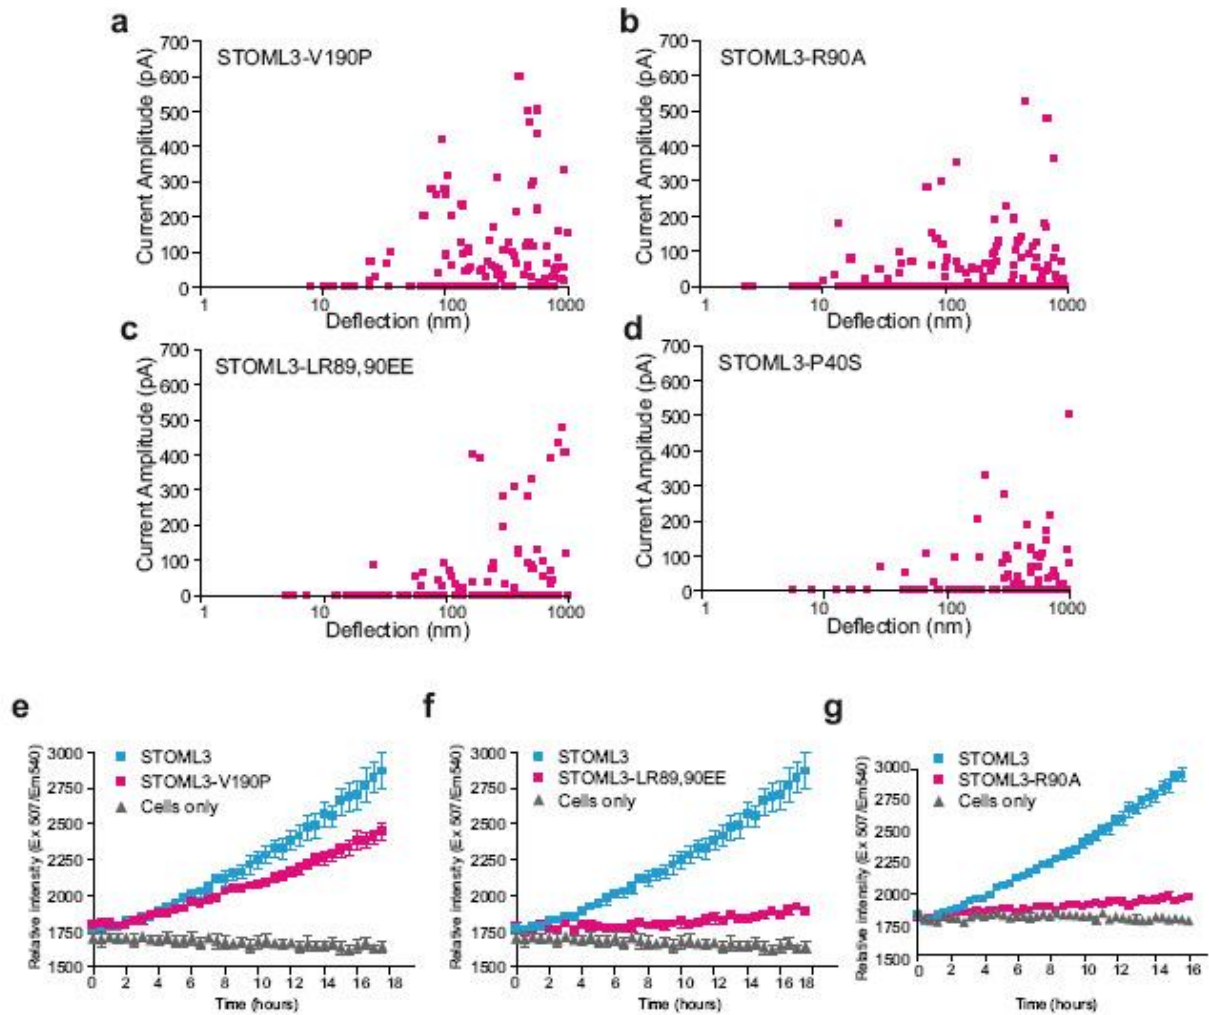 a
STOML3-V190P
Current Amplitude (pA)
700
600
500
400
300
200
100
0
1
10
100
1000
Deflection (nm)
b
STOML3-R90A
Current Amplitude (pA)
700
600
500
400
300
200
100
0
1
10
100
1000
Deflection (nm)
c
STOML3-LR89,90EE
Current Amplitude (pA)
700
600
500
400
300
200
100
0
1
10
100
1000
Deflection (nm)
d
STOML3-P40S
Current Amplitude (pA)
700
600
500
400
300
200
100
0
1
10
100
1000
Deflection (nm)
e
STOML3
STOML3-V190P
Cells only
Relative intensity (Ex 507/Em540)
3000
2750
2500
2250
2000
1750
1500
0 2 4 6 8 10 12 14 16 18
Time (hours)
f
STOML3
STOML3-LR89,90EE
Cells only
Relative intensity (Ex 507/Em540)
3000
2750
2500
2250
2000
1750
1500
0 2 4 6 8 10 12 14 16 18
Time (hours)
g
STOML3
STOML3-R90A
Cells only
Relative intensity (Ex 507/Em540)
3000
2750
2500
2250
2000
1750
1500
0 2 4 6 8 10 12 14 16
Time (hours)